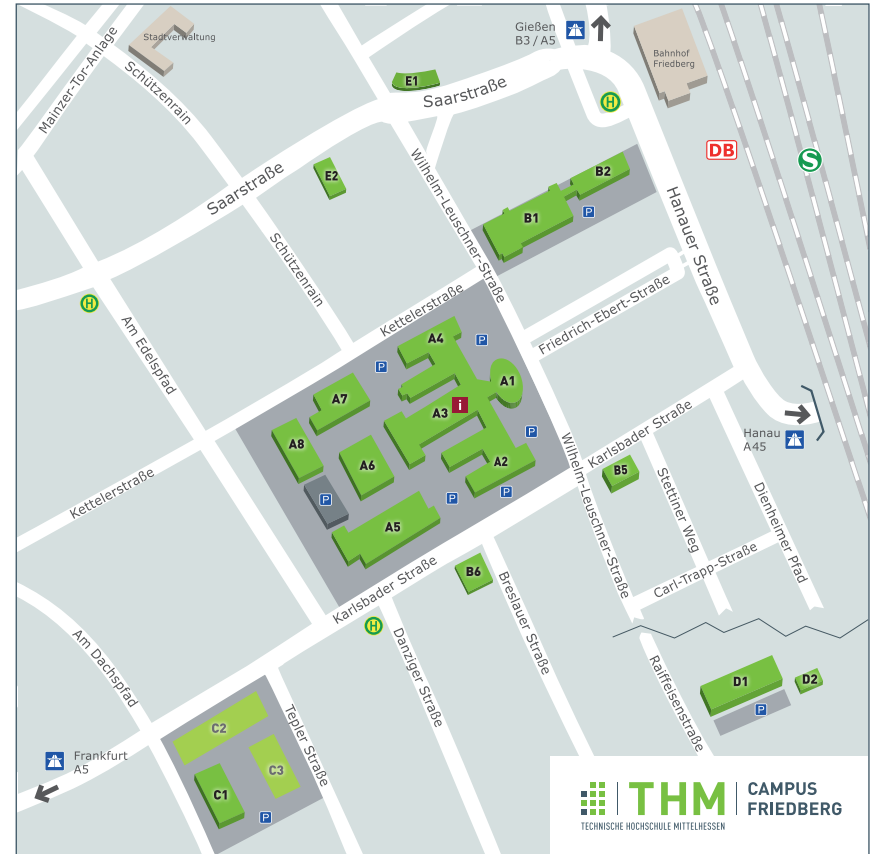 Stadtverwaltung
Gießen
B3 / A5
Bahnhof
Friedberg
Mainzer-Tor-Anlage
Schützenrain
E1
Saarstraße
H
DB
S
Saarstraße
E2
Wilhelm-Leuschner-Straße
B2
B1
P
Hanauer Straße
Schützenrain
H
Am Edelspfad
Kettelerstraße
Friedrich-Ebert-Straße
A4
P
P
A1
A7
A3
i
A8
A6
A2
P
P
P
P
A5
Hanau
A45
Karlsbader Straße
Wilhelm-Leuschner-Straße
B5
Stettiner Weg
Dienheimer Pfad
Kettelerstraße
Carl-Trapp-Straße
Karlsbader Straße
B6
H
Breslauer Straße
Danziger Straße
Am Dachspfad
Raiffeisenstraße
D1
D2
P
Tepler Straße
C2
C3
C1
P
Frankfurt
A5
THM
CAMPUS
FRIEDBERG
TECHNISCHE HOCHSCHULE MITTELHESSEN